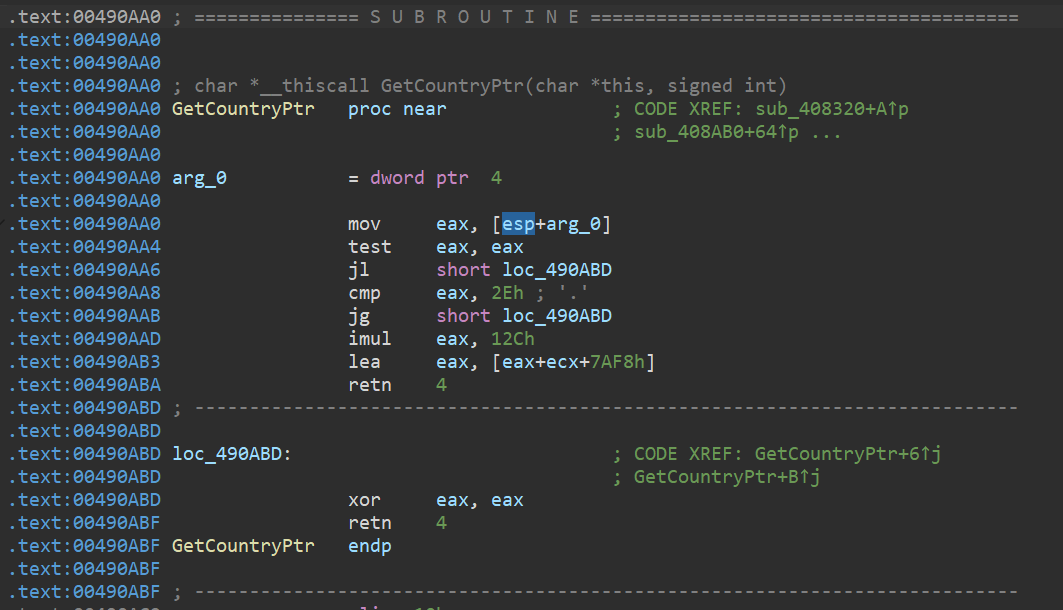 .text:00490AA0 ; =============== S U B R O U T I N E =======================================
.text:00490AA0
.text:00490AA0
.text:00490AA0 ; char *__thiscall GetCountryPtr(char *this, signed int)
.text:00490AA0 GetCountryPtr   proc near               ; CODE XREF: sub_408320+A↑p
.text:00490AA0                                         ; sub_408AB0+64↑p ...
.text:00490AA0
.text:00490AA0 arg_0           = dword ptr  4
.text:00490AA0
.text:00490AA0                 mov     eax, [esp+arg_0]
.text:00490AA4                 test    eax, eax
.text:00490AA6                 jl      short loc_490ABD
.text:00490AA8                 cmp     eax, 2Eh ; '.'
.text:00490AAB                 jg      short loc_490ABD
.text:00490AAD                 imul    eax, 12Ch
.text:00490AB3                 lea     eax, [eax+ecx+7AF8h]
.text:00490ABA                 retn    4
.text:00490ABD ; ---------------------------------------------------------------------------
.text:00490ABD
.text:00490ABD loc_490ABD:                             ; CODE XREF: GetCountryPtr+6↑j
.text:00490ABD                                         ; GetCountryPtr+B↑j
.text:00490ABD                 xor     eax, eax
.text:00490ABF                 retn    4
.text:00490ABF GetCountryPtr   endp
.text:00490ABF
.text:00490ABF ; ---------------------------------------------------------------------------